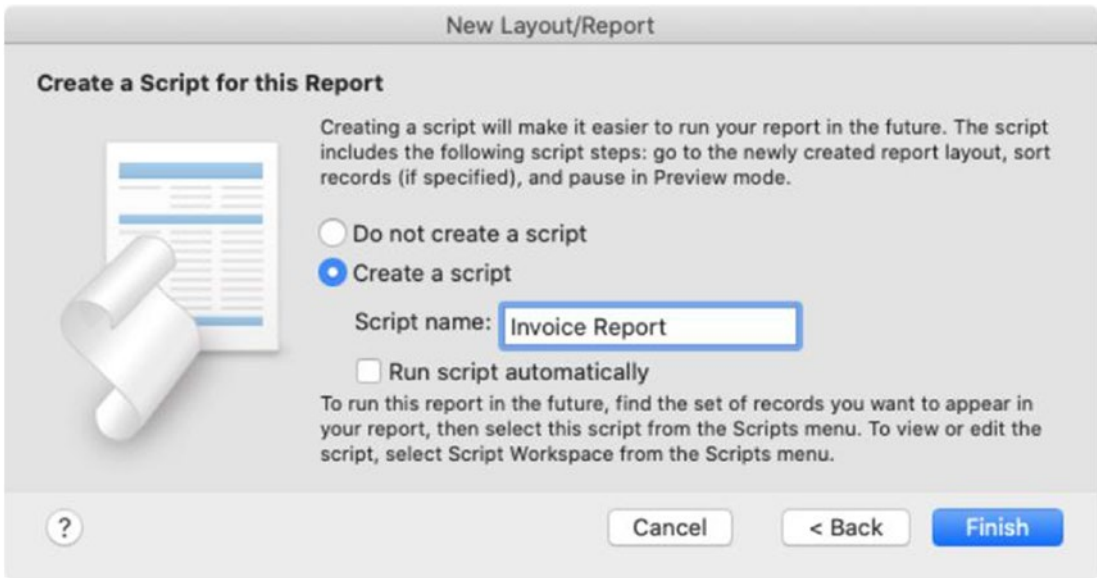 New Layout/Report
Create a Script for this Report
Creating a script will make it easier to run your report in the future. The script
includes the following script steps: go to the newly created report layout, sort
records (if specified), and pause in Preview mode.
Do not create a script
Create a script
Script name: Invoice Report
Run script automatically
To run this report in the future, find the set of records you want to appear in
your report, then select this script from the Scripts menu. To view or edit the
script, select Script Workspace from the Scripts menu.
? Cancel < Back Finish